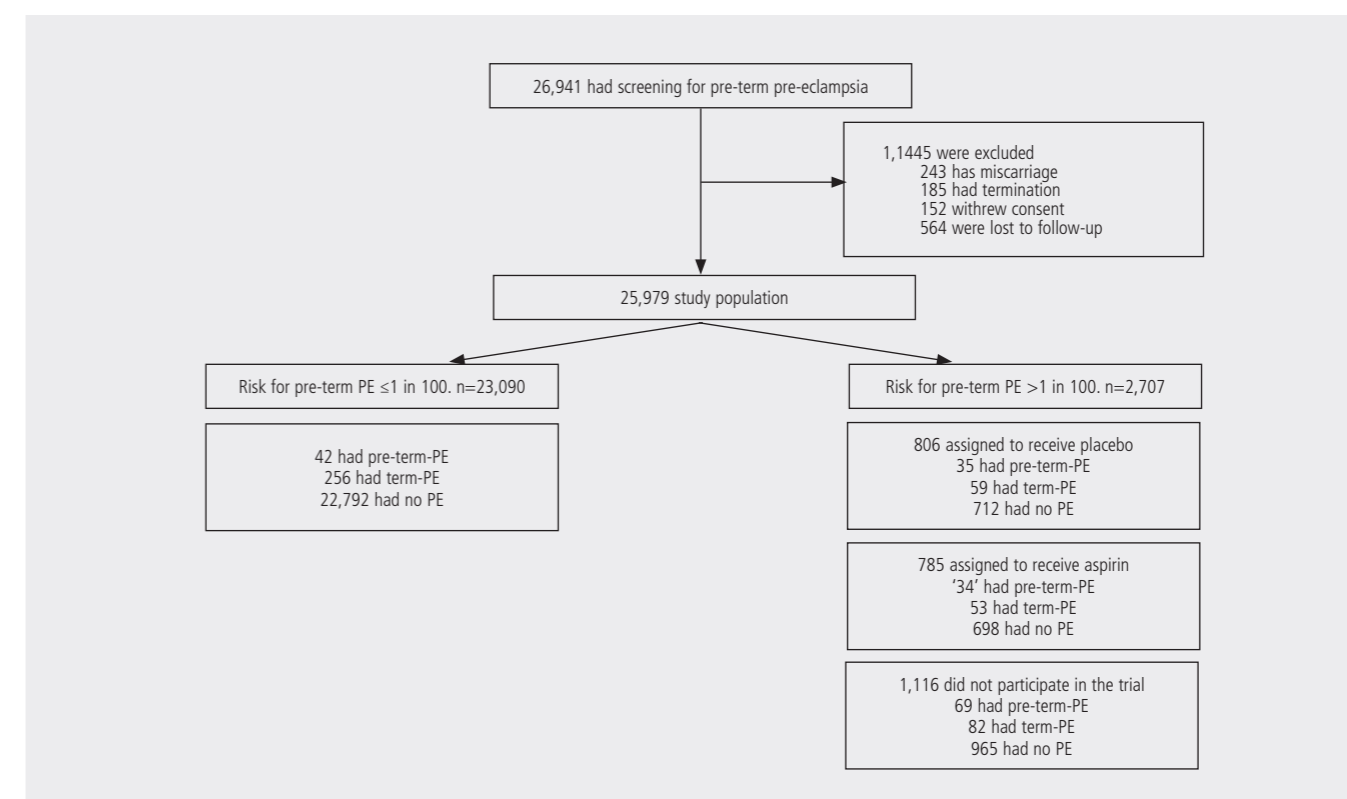 26,941 had screening for pre-term pre-eclampsia
1,1445 were excluded
243 has miscarriage
185 had termination
152 withrew consent
564 were lost to follow-up
25,979 study population
Risk for pre-term PE ≤1 in 100. n=23,090
Risk for pre-term PE >1 in 100. n=2,707
42 had pre-term-PE
256 had term-PE
22,792 had no PE
806 assigned to receive placebo
35 had pre-term-PE
59 had term-PE
712 had no PE
785 assigned to receive aspirin
‘34’ had pre-term-PE
53 had term-PE
698 had no PE
1,116 did not participate in the trial
69 had pre-term-PE
82 had term-PE
965 had no PE